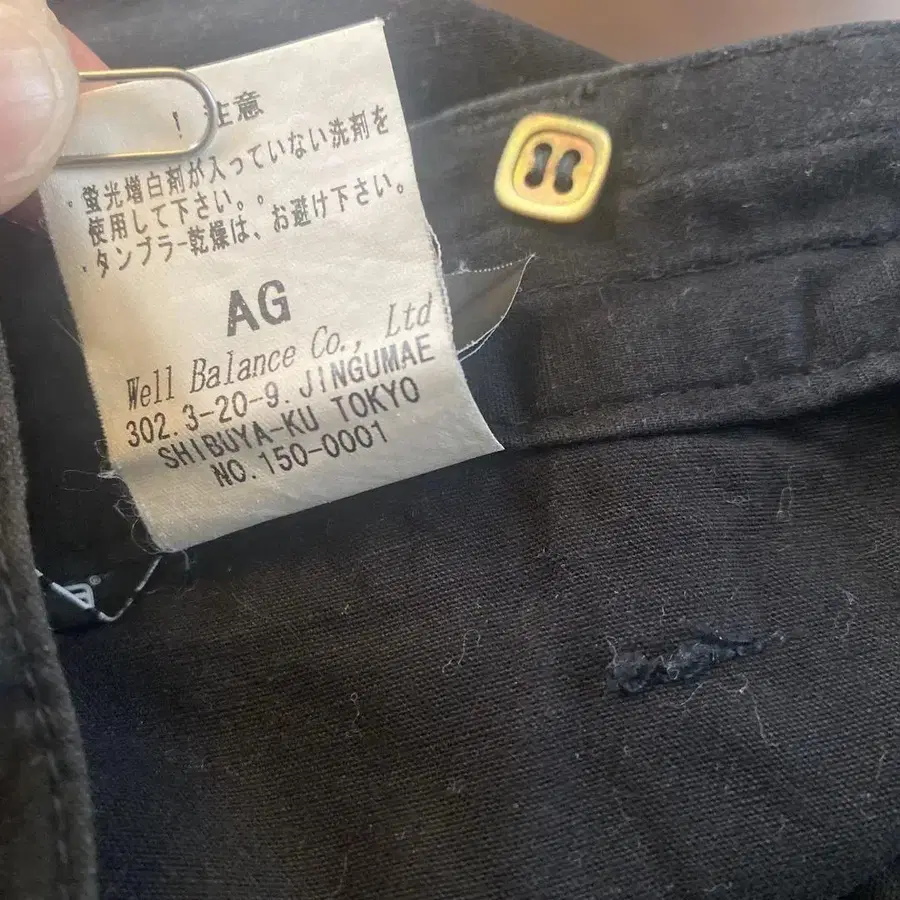 ! 注意
・蛍光増白剤が入っていない洗剤を
使用して下さい。。
・タンブラー乾燥は、お避け下さい。
AG
Well Balance Co., Ltd
302.3-20-9.JINGUMAE
SHIBUYA-KU TOKYO
NO.150-0001